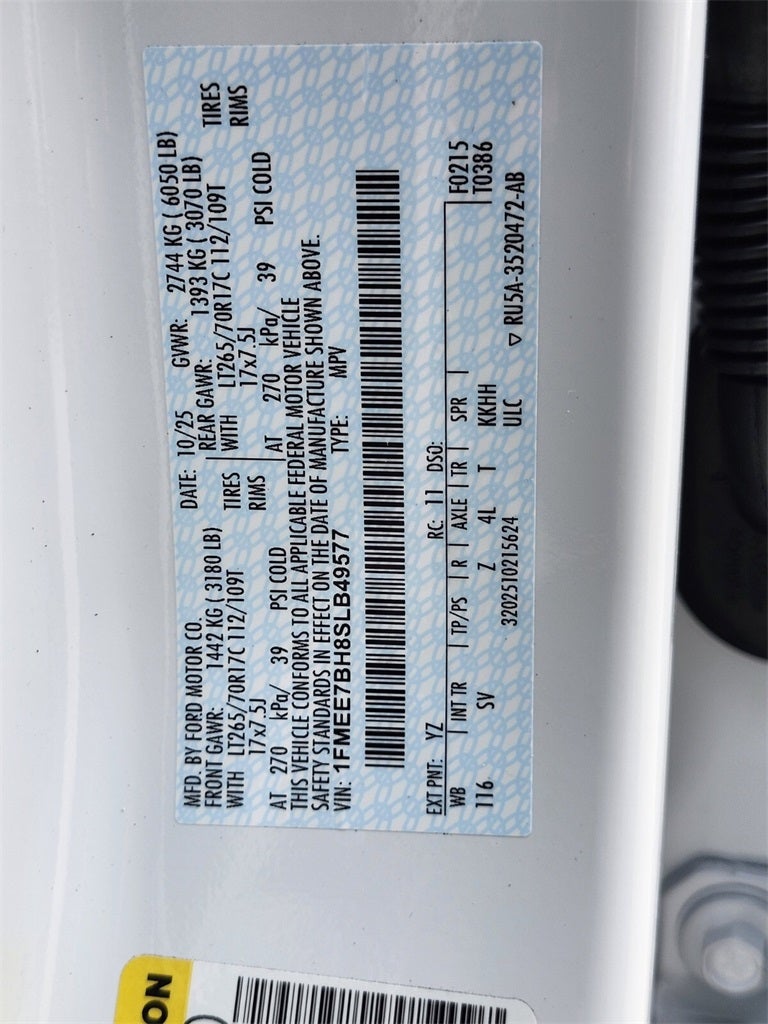 MFD. BY FORD MOTOR CO. DATE: 10/25 GVWR: 2744 KG ( 6050 LB)
FRONT GAWR: 1442 KG ( 3180 LB) REAR GAWR: 1393 KG ( 3070 LB)
WITH LT265/70R17C 112/109T TIRES WITH LT265/70R17C 112/109T TIRES
17x7.5J RIMS 17x7.5J RIMS
AT 270 kPa/ 39 PSI COLD AT 270 kPa/ 39 PSI COLD
THIS VEHICLE CONFORMS TO ALL APPLICABLE FEDERAL MOTOR VEHICLE
SAFETY STANDARDS IN EFFECT ON THE DATE OF MANUFACTURE SHOWN ABOVE.
VIN: 1FMEE7BH8SLB49577 TYPE: MPV
EXT PNT: YZ RC: 11 DSO: F0215
WB INT TR TP/PS R AXLE TR SPR T0386
116 SV Z 4L T KKHH
3202510215624 ULC ▽ RU5A-3520472-AB